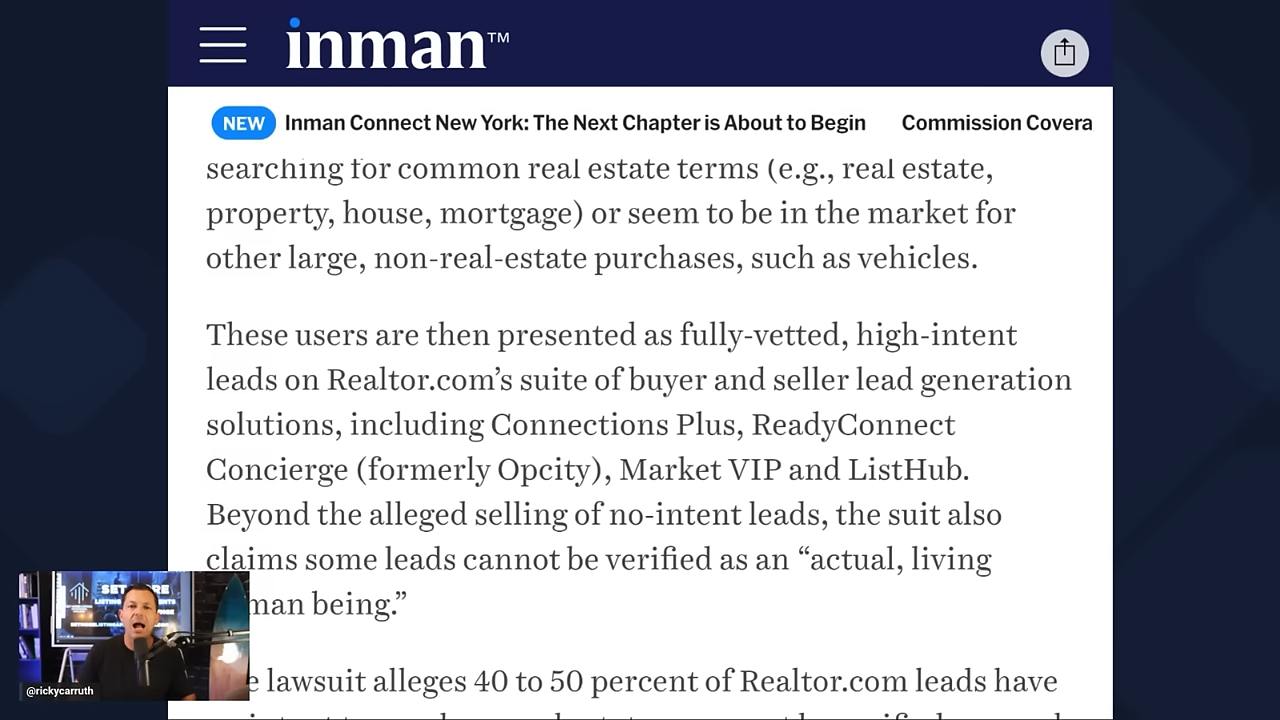 inman™
NEW Inman Connect New York: The Next Chapter is About to Begin Commission Covera
searching for common real estate terms (e.g., real estate,
property, house, mortgage) or seem to be in the market for
other large, non-real-estate purchases, such as vehicles.
These users are then presented as fully-vetted, high-intent
leads on Realtor.com’s suite of buyer and seller lead generation
solutions, including Connections Plus, ReadyConnect
Concierge (formerly Opcity), Market VIP and ListHub.
Beyond the alleged selling of no-intent leads, the suit also
claims some leads cannot be verified as an “actual, living
man being.”
e lawsuit alleges 40 to 50 percent of Realtor.com leads have
@rickycarruth